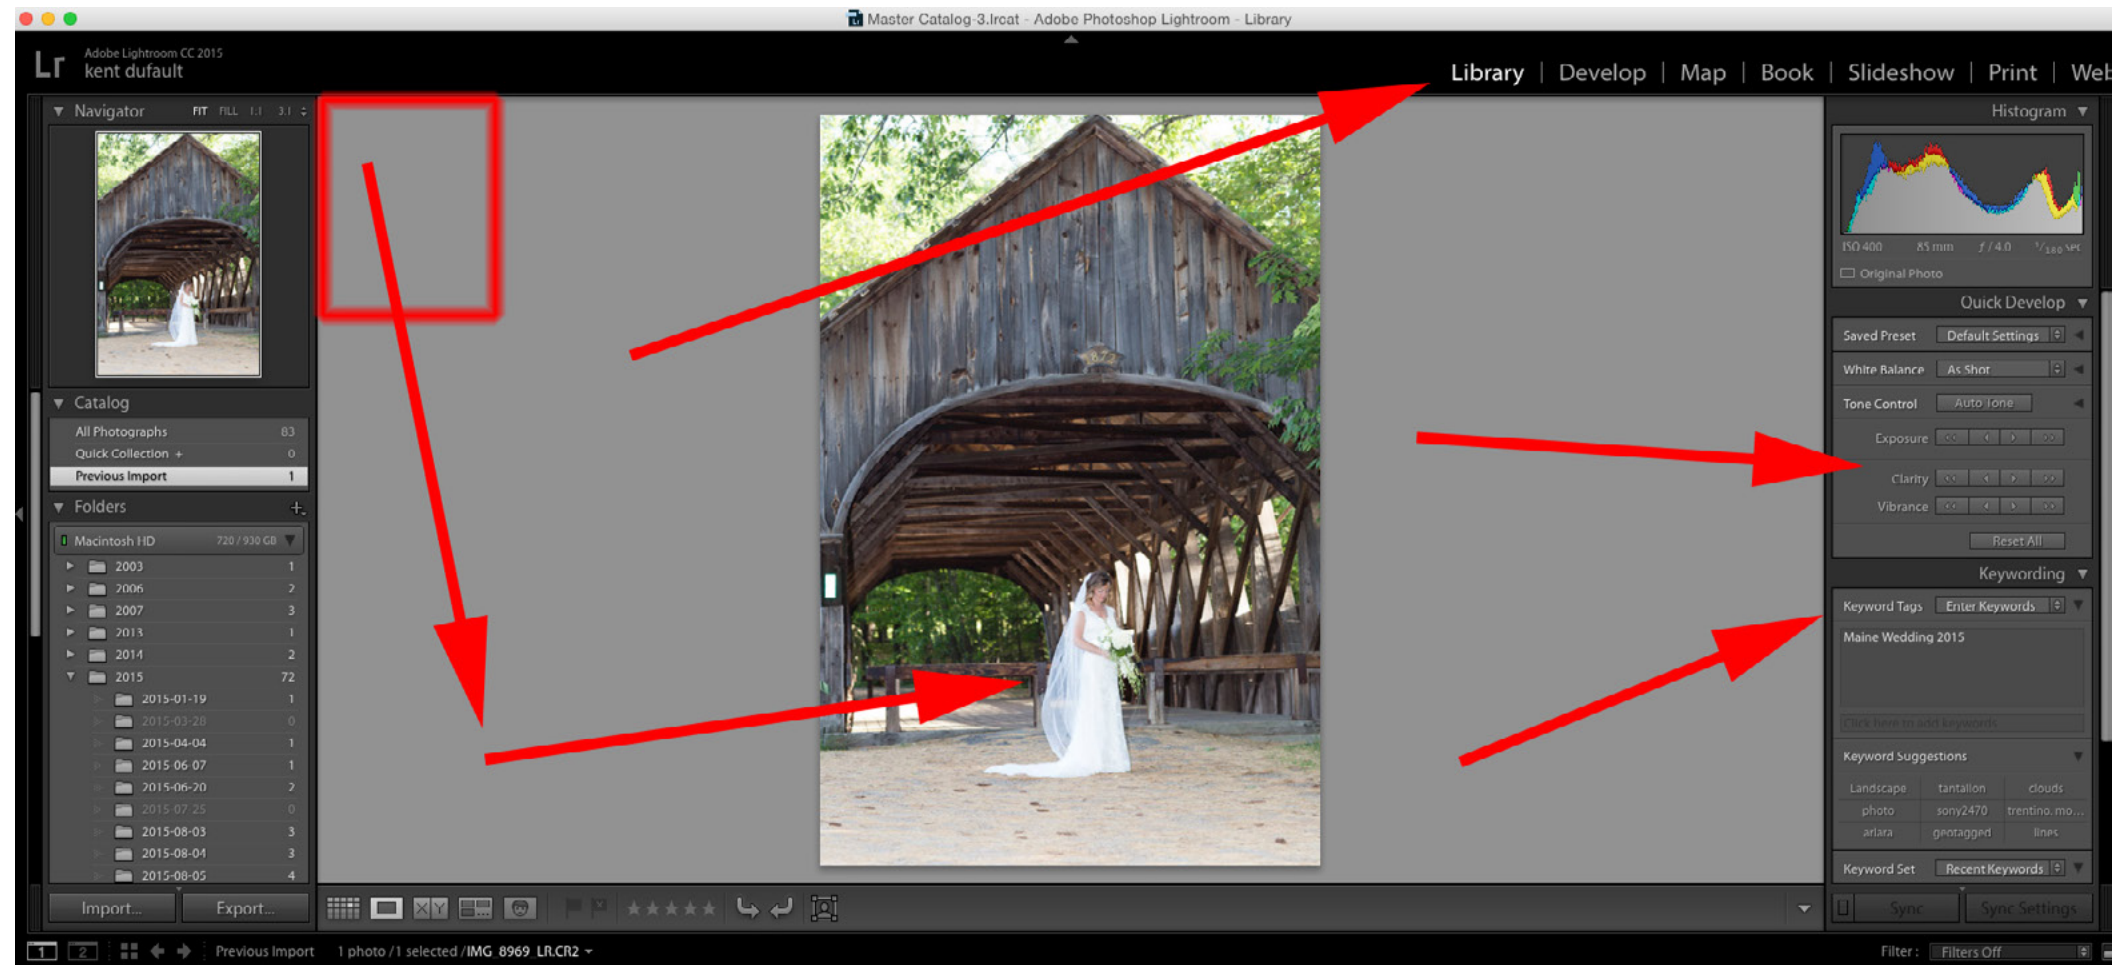 Master Catalog-3.lrcat - Adobe Photoshop Lightroom - Library
Lr
Adobe Lightroom CC 2015
kent dufault
Library | Develop | Map | Book | Slideshow | Print | Web
Navigator FIT FILL 1:1 3:1
Catalog
All Photographs 83
Quick Collection + 0
Previous Import 1
Folders +
Macintosh HD 720 / 930 GB
2003 1
2006 2
2007 3
2013 1
2014 2
2015 72
2015-01-19 1
2015-03-28 0
2015-04-04 1
2015-06-07 1
2015-06-20 2
2015-07-25 0
2015-08-03 3
2015-08-04 3
2015-08-05 4
Import... Export...
Histogram
ISO 400 85 mm f / 4.0 1/180 sec
Original Photo
Quick Develop
Saved Preset Default Settings
White Balance As Shot
Tone Control Auto Tone
Exposure
Clarity
Vibrance
Reset All
Keywording
Keyword Tags Enter Keywords
Maine Wedding 2015
Click here to add keywords
Keyword Suggestions
Landscape tantallon clouds
photo sony2470 trentino. mo...
arlara geotagged lines
Keyword Set Recent Keywords
XY
Sync Sync Settings
1 2 Previous Import 1 photo / 1 selected / IMG_8969_LR.CR2
Filter : Filters Off